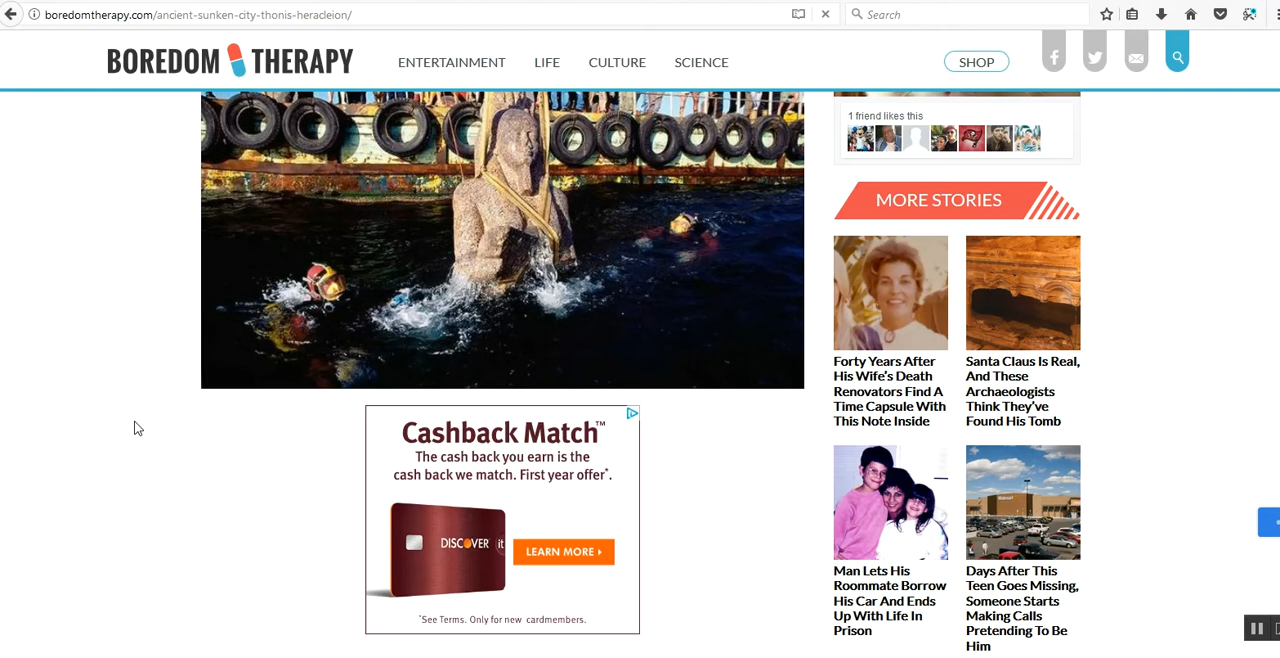 boredomtherapy.com/ancient-sunken-city-thonis-heracleion/
Search
BOREDOM THERAPY
ENTERTAINMENT
LIFE
CULTURE
SCIENCE
SHOP
1 friend likes this
MORE STORIES
Forty Years After
His Wife's Death
Renovators Find A
Time Capsule With
This Note Inside
Santa Claus Is Real,
And These
Archaeologists
Think They've
Found His Tomb
Cashback Match™
The cash back you earn is the
cash back we match. First year offer*.
DISCOVER it
LEARN MORE
*See Terms. Only for new cardmembers.
Man Lets His
Roommate Borrow
His Car And Ends
Up With Life In
Prison
Days After This
Teen Goes Missing,
Someone Starts
Making Calls
Pretending To Be
Him